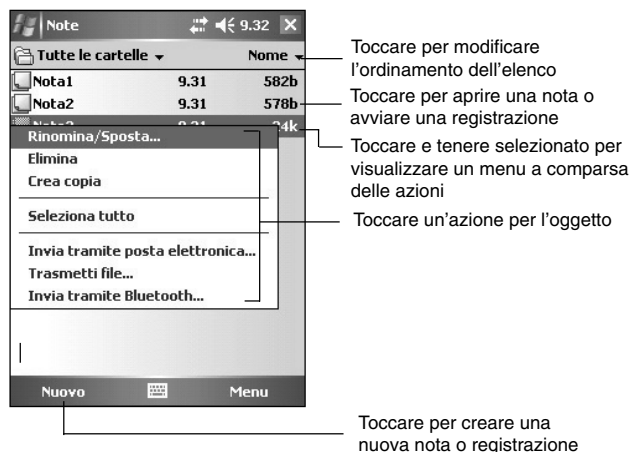 Note 9.32
Tutte le cartelle Nome
Nota1 9.31 582b
Nota2 9.31 578b
24k
Rinomina/Sposta...
Elimina
Crea copia
Seleziona tutto
Invia tramite posta elettronica...
Trasmetti file...
Invia tramite Bluetooth...
Nuovo Menu
Toccare per modificare
l'ordinamento dell'elenco
Toccare per aprire una nota o
avviare una registrazione
Toccare e tenere selezionato per
visualizzare un menu a comparsa
delle azioni
Toccare un'azione per l'oggetto
Toccare per creare una
nuova nota o registrazione